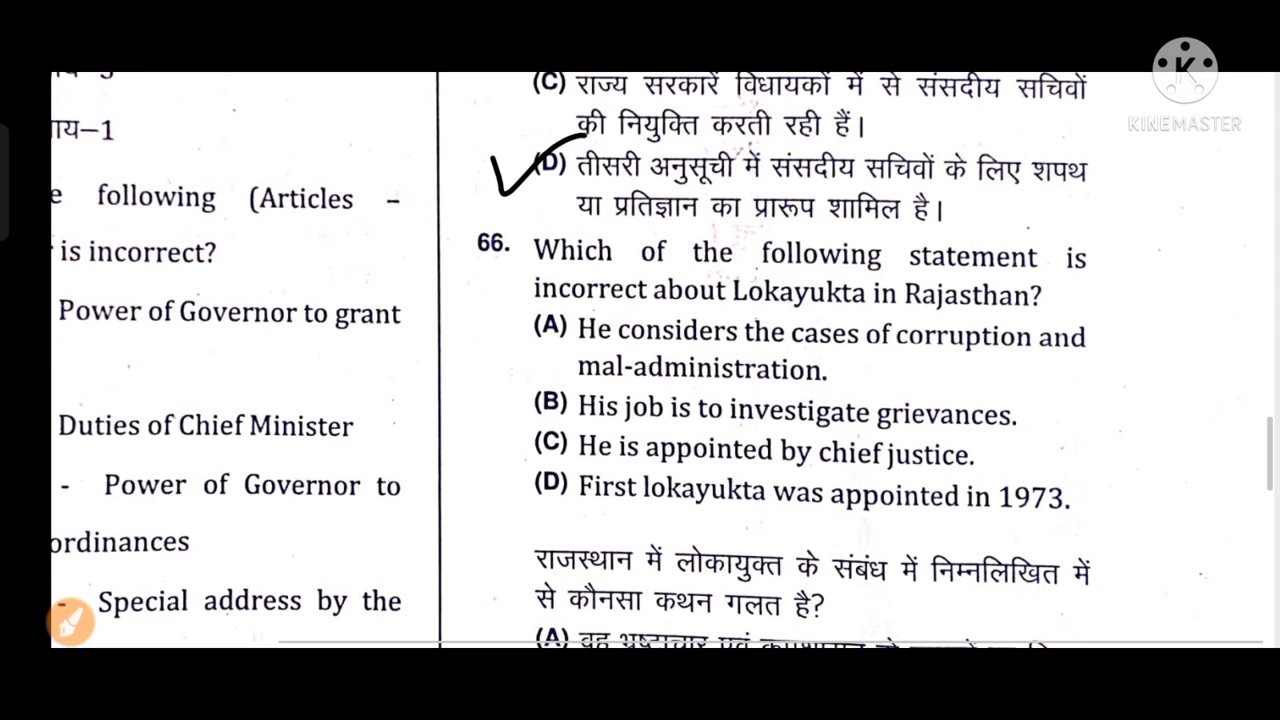 ाय–1
e following (Articles –
is incorrect?
Power of Governor to grant
Duties of Chief Minister
- Power of Governor to
ordinances
- Special address by the
(C) राज्य सरकारें विधायकों में से संसदीय सचिवों
की नियुक्ति करती रही हैं।
(D) तीसरी अनुसूची में संसदीय सचिवों के लिए शपथ
या प्रतिज्ञान का प्रारूप शामिल है।
66. Which of the following statement is
incorrect about Lokayukta in Rajasthan?
(A) He considers the cases of corruption and
mal-administration.
(B) His job is to investigate grievances.
(C) He is appointed by chief justice.
(D) First lokayukta was appointed in 1973.
राजस्थान में लोकायुक्त के संबंध में निम्नलिखित में
से कौनसा कथन गलत है?
(A) वह भ्रष्टाचार एवं
K
KINEMASTER